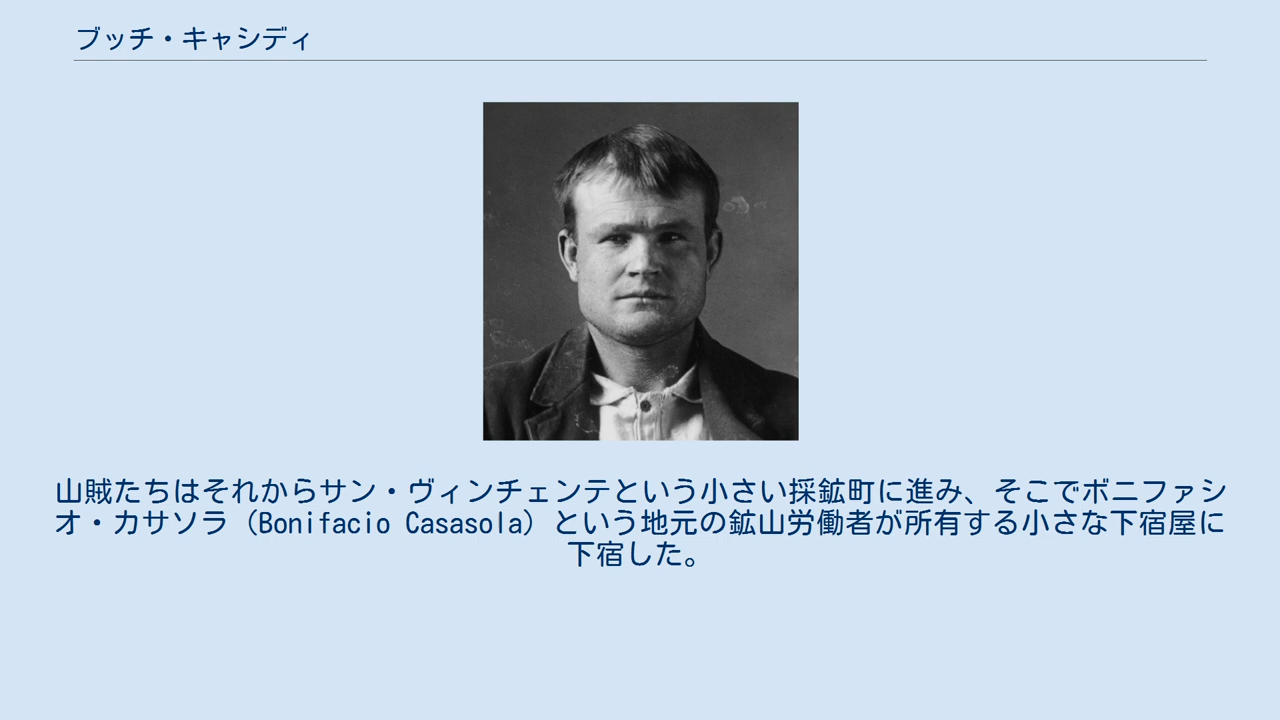 ブッチ・キャシディ
山賊たちはそれからサン・ヴィンチェンテという小さい採鉱町に進み、そこでボニファシ
オ・カサソラ（Bonifacio Casasola）という地元の鉱山労働者が所有する小さな下宿屋に
下宿した。